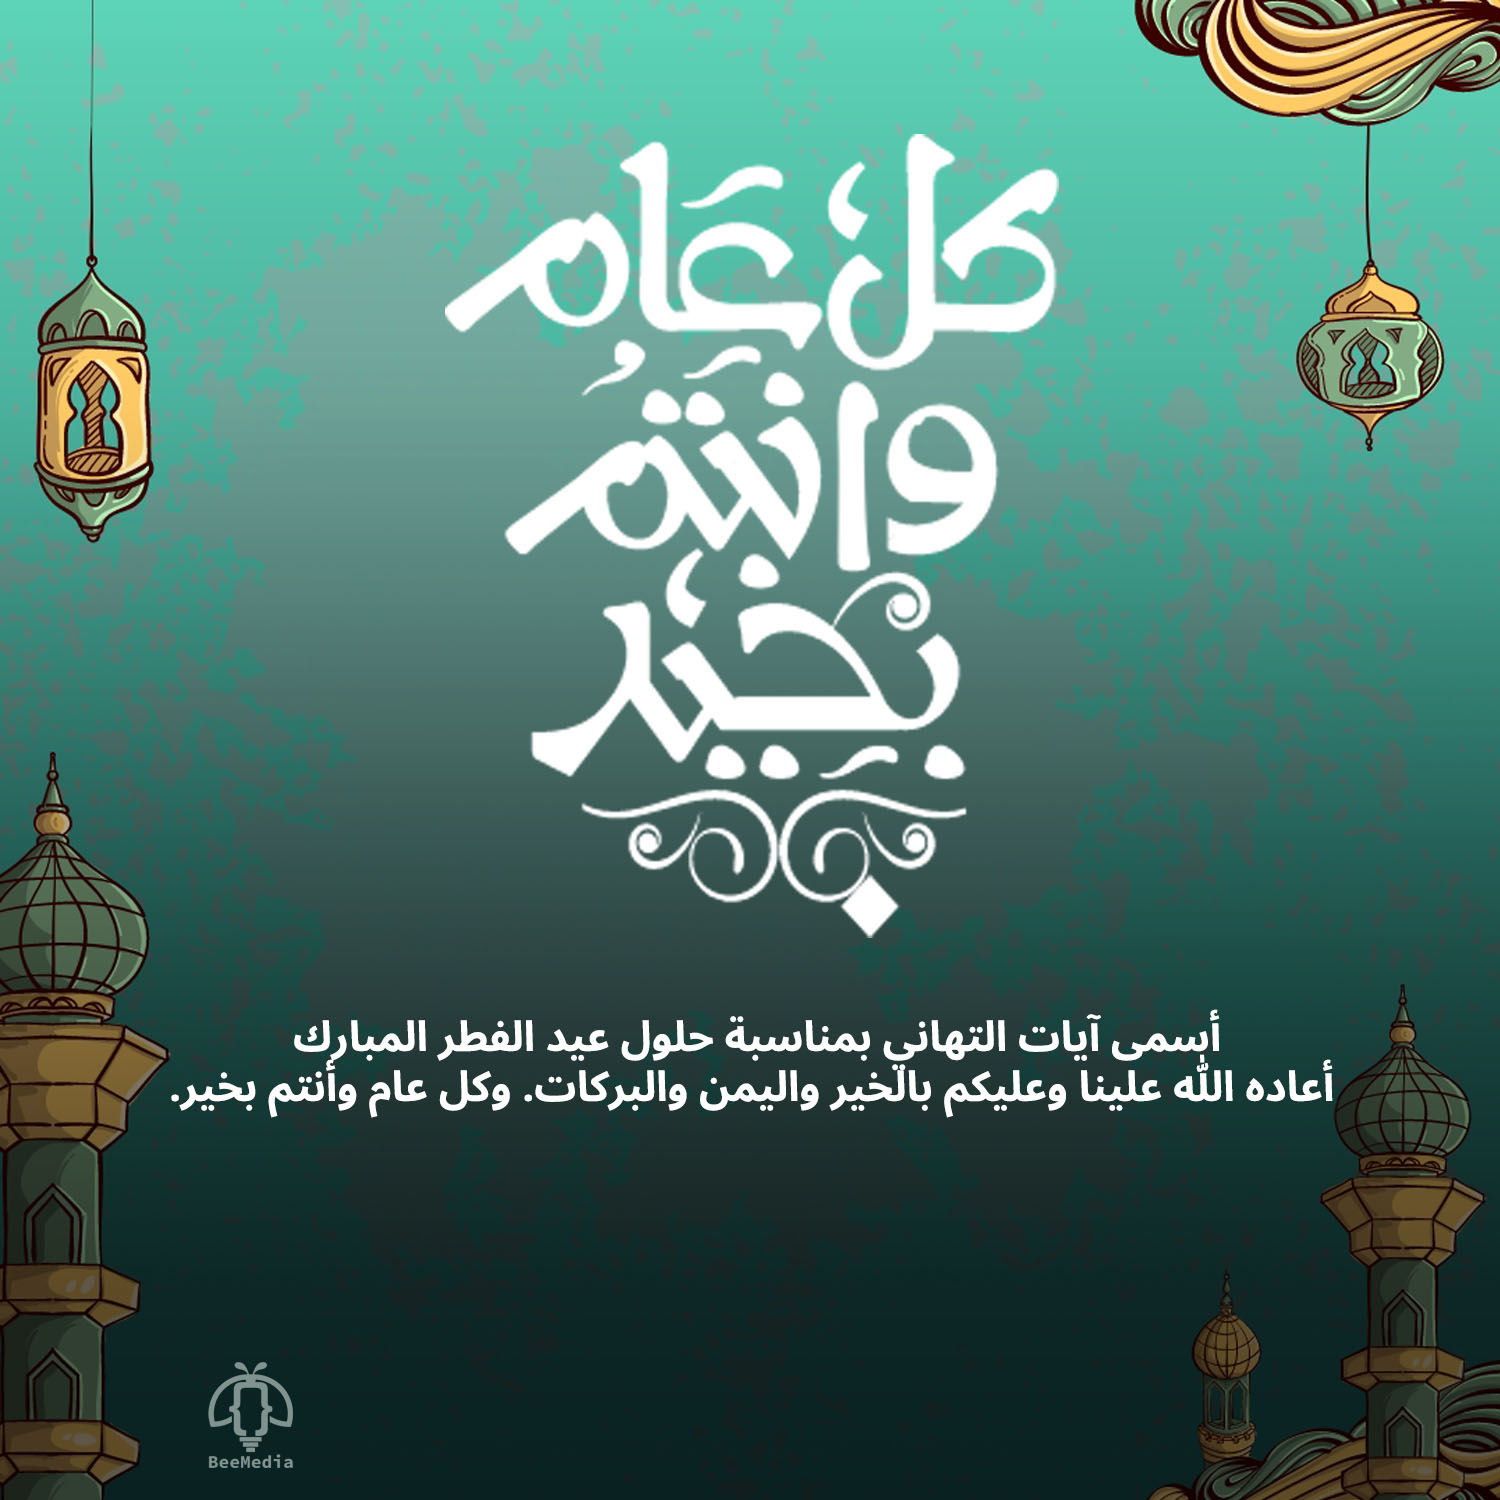 كل عام
وانتم
بخير
أسمى آيات التهاني بمناسبة حلول عيد الفطر المبارك
أعاده الله علينا وعليكم بالخير واليمن والبركات. وكل عام وأنتم بخير.
BeeMedia